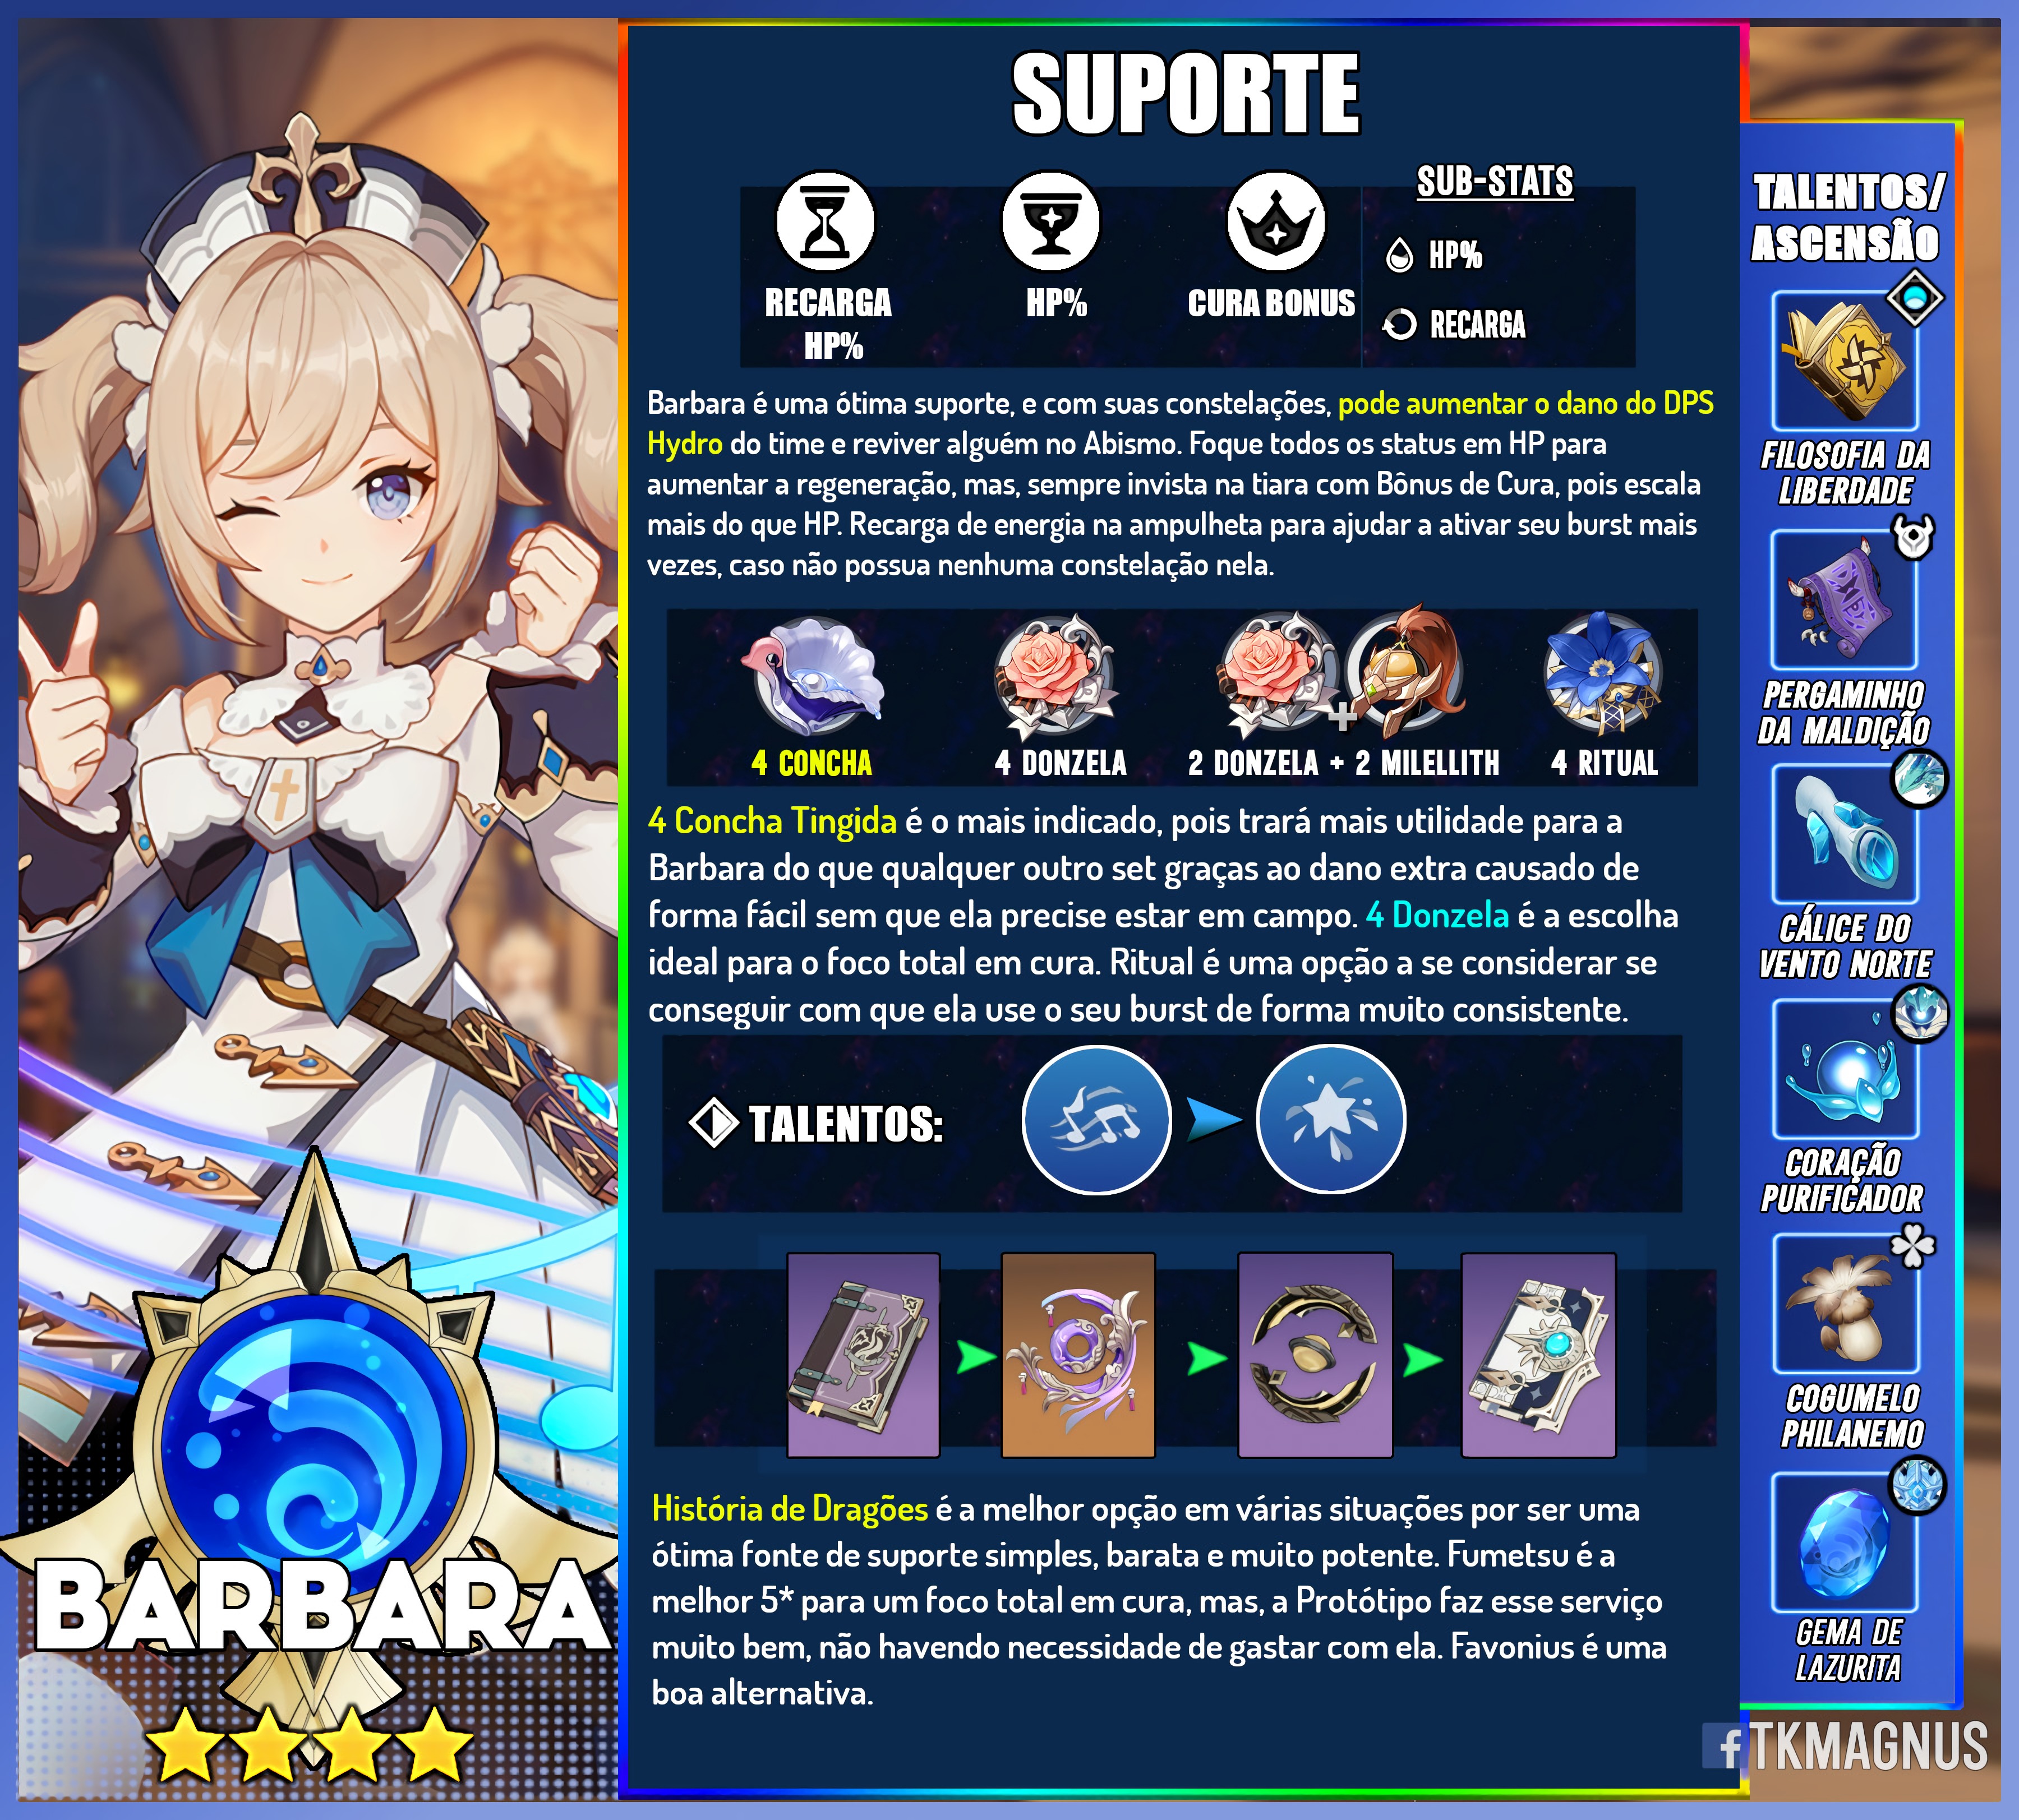 SUPORTE
RECARGA
HP%
HP%
CURA BONUS
SUB-STATS
HP%
RECARGA
Barbara é uma ótima suporte, e com suas constelações, pode aumentar o dano do DPS
Hydro do time e reviver alguém no Abismo. Foque todos os status em HP para
aumentar a regeneração, mas, sempre invista na tiara com Bônus de Cura, pois escala
mais do que HP. Recarga de energia na ampulheta para ajudar a ativar seu burst mais
vezes, caso não possua nenhuma constelação nela.
4 CONCHA
4 DONZELA
2 DONZELA + 2 MILELLITH
4 RITUAL
4 Concha Tingida é o mais indicado, pois trará mais utilidade para a
Barbara do que qualquer outro set graças ao dano extra causado de
forma fácil sem que ela precise estar em campo. 4 Donzela é a escolha
ideal para o foco total em cura. Ritual é uma opção a se considerar se
conseguir com que ela use o seu burst de forma muito consistente.
TALENTOS:
História de Dragões é a melhor opção em várias situações por ser uma
ótima fonte de suporte simples, barata e muito potente. Fumetsu é a
melhor 5* para um foco total em cura, mas, a Protótipo faz esse serviço
muito bem, não havendo necessidade de gastar com ela. Favonius é uma
boa alternativa.
TALENTOS/
ASCENSÃO
FILOSOFIA DA
LIBERDADE
PERGAMINHO
DA MALDIÇÃO
CÁLICE DO
VENTO NORTE
CORAÇÃO
PURIFICADOR
COGUMELO
PHILANEMO
GEMA DE
LAZURITA
BARBARA
f TKMAGNUS